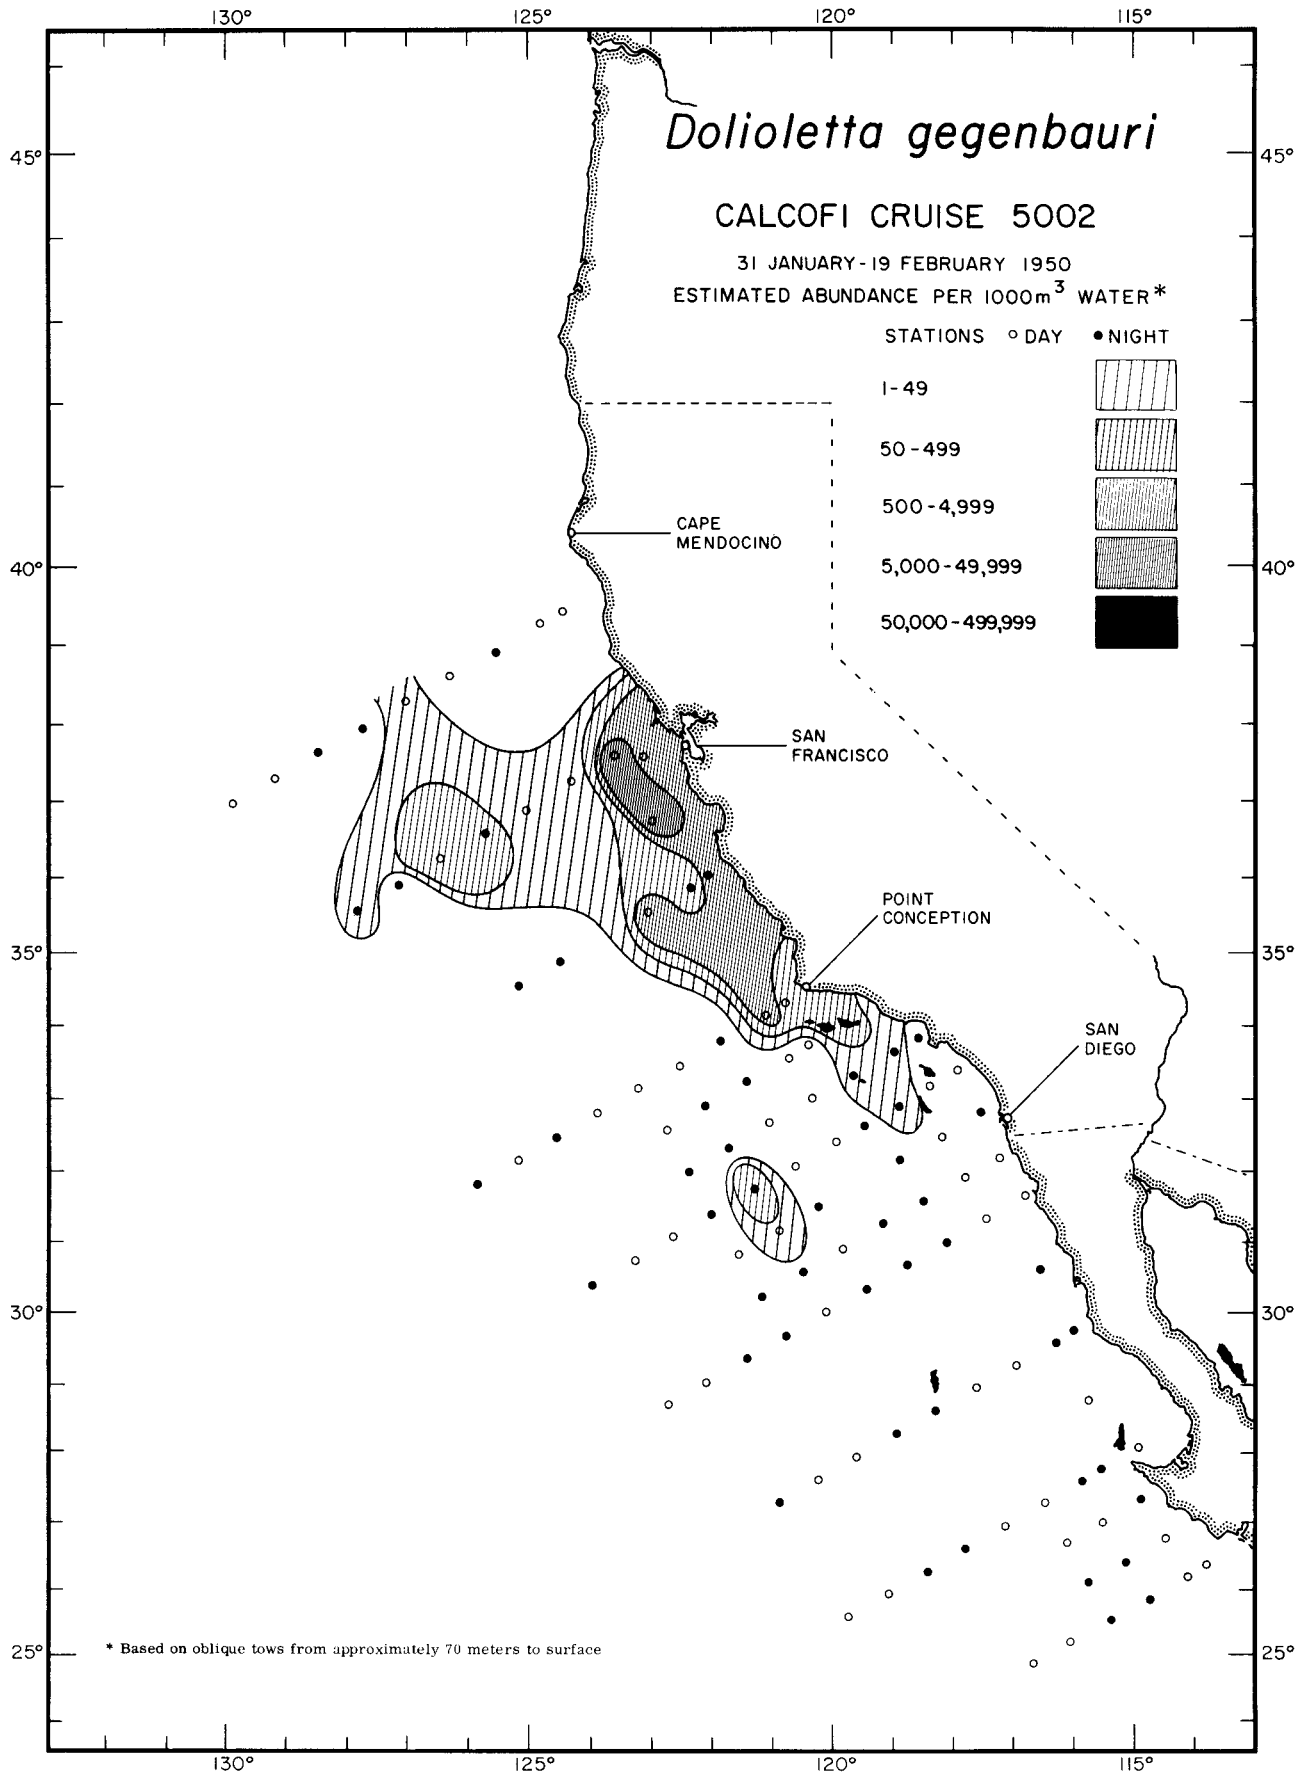 130° 125° 120° 115°
Dolioletta gegenbauri
45° 45°
CALCOFI CRUISE 5002
31 JANUARY-19 FEBRUARY 1950
ESTIMATED ABUNDANCE PER 1000m³ WATER*
STATIONS ○ DAY ● NIGHT
1-49
50-499
500-4,999
CAPE
MENDOCINO
40° 5,000-49,999 40°
50,000-499,999
SAN
FRANCISCO
POINT
CONCEPTION
35° 35°
SAN
DIEGO
30° 30°
* Based on oblique tows from approximately 70 meters to surface
25° 25°
130° 125° 120° 115°